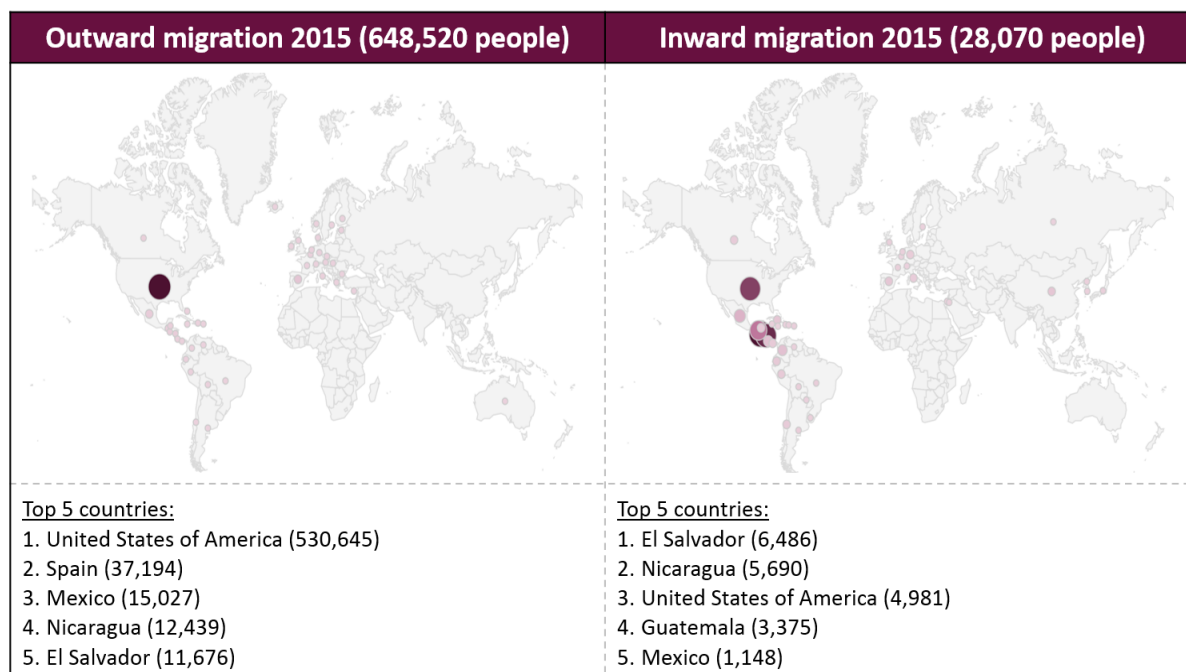 Outward migration 2015 (648,520 people)
Inward migration 2015 (28,070 people)
Top 5 countries:
1. United States of America (530,645)
2. Spain (37,194)
3. Mexico (15,027)
4. Nicaragua (12,439)
5. El Salvador (11,676)
Top 5 countries:
1. El Salvador (6,486)
2. Nicaragua (5,690)
3. United States of America (4,981)
4. Guatemala (3,375)
5. Mexico (1,148)